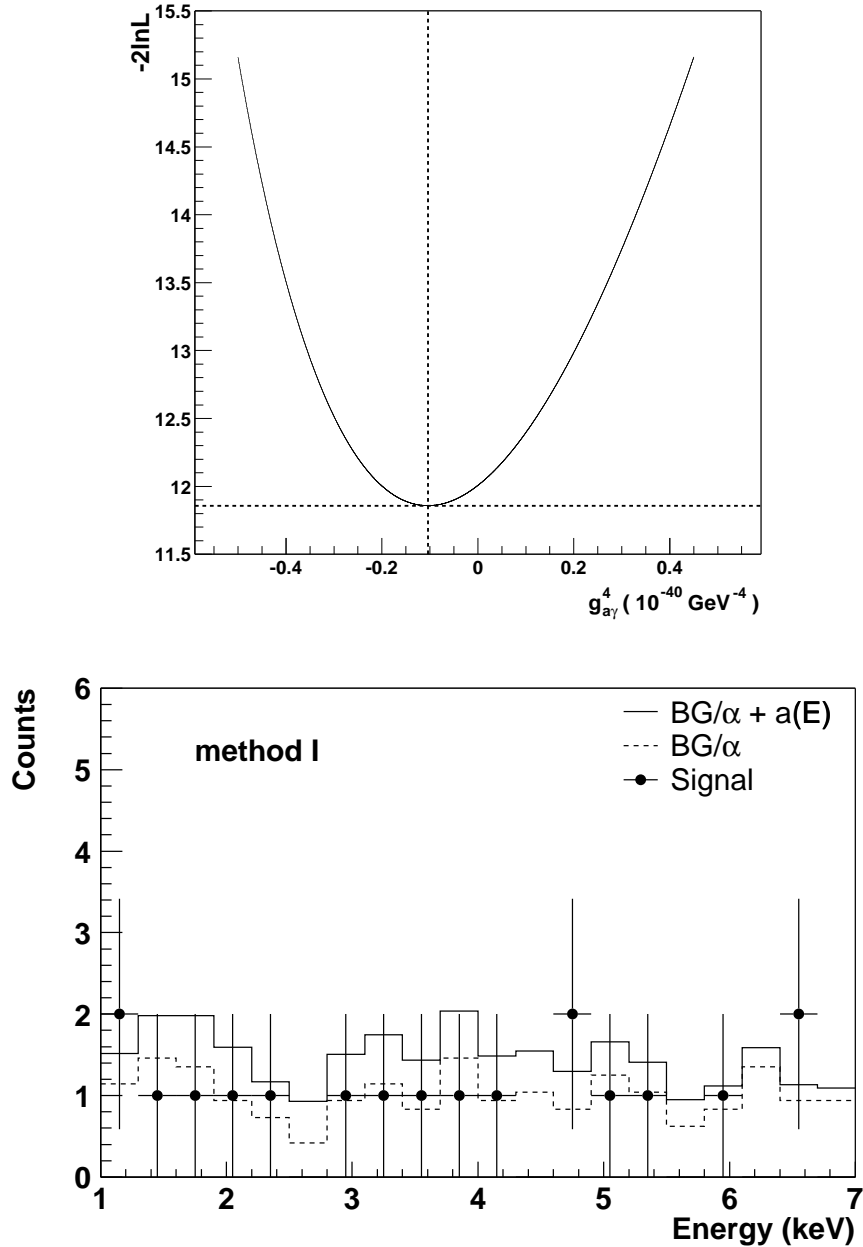 -2lnL
15.5
15
14.5
14
13.5
13
12.5
12
11.5
-0.4 -0.2 0 0.2 0.4
g⁴aγ ( 10⁻⁴⁰ GeV⁻⁴)
Counts
6
5
4
3
2
1
0
method I
BG/α + a(E)
BG/α
Signal
1 2 3 4 5 6 7
Energy (keV)